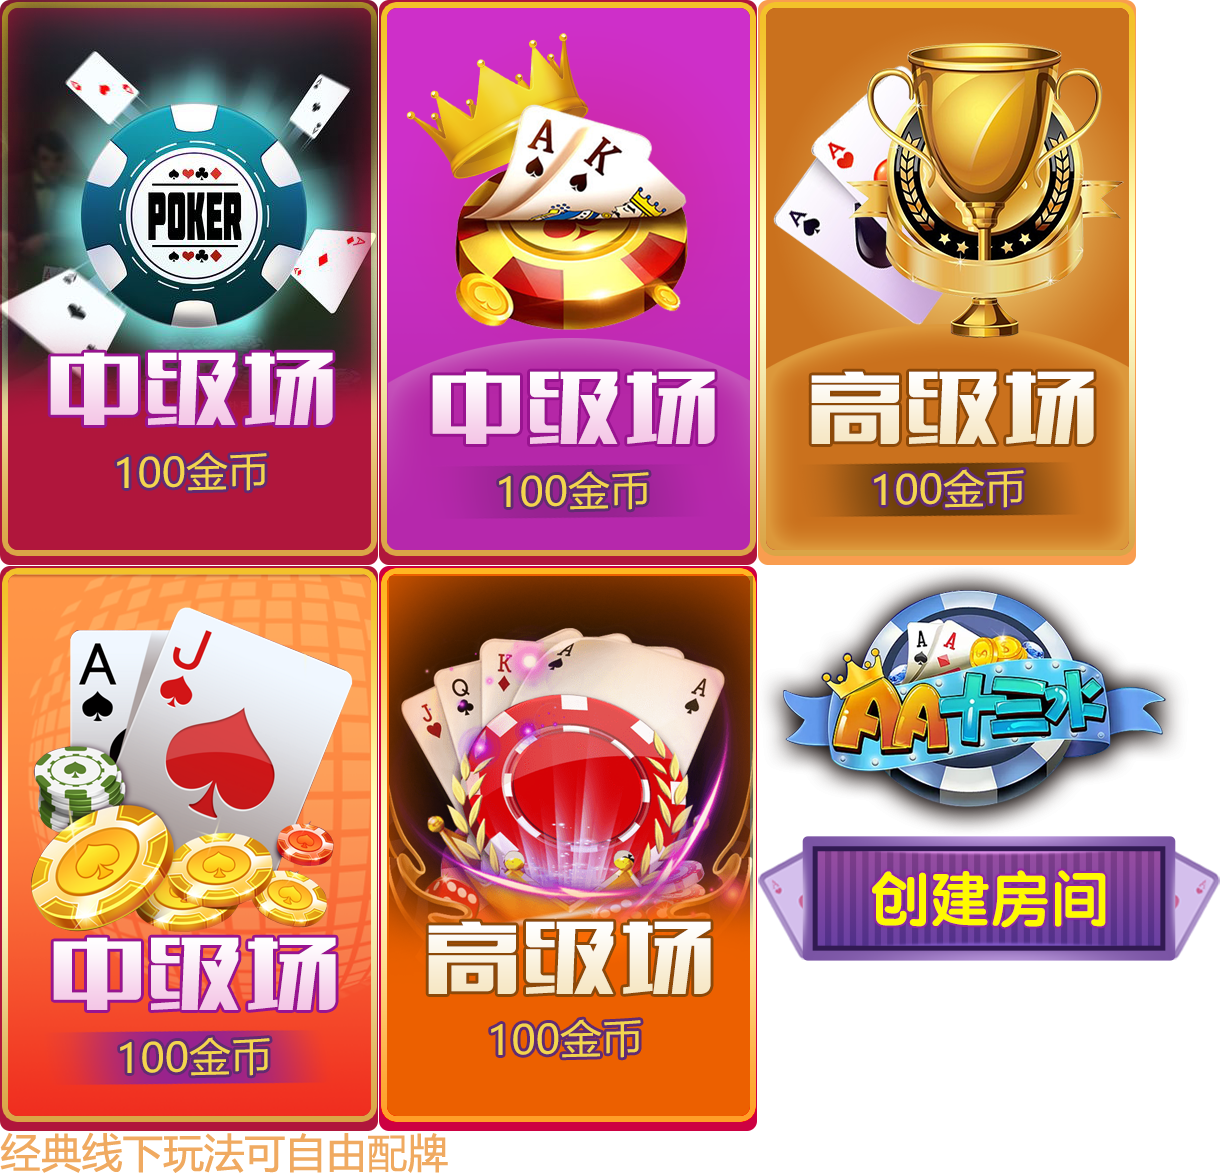 POKER
中级场
100金币
A K
中级场
100金币
A
A
高级场
100金币
A
J
中级场
100金币
J Q K A A
高级场
100金币
A A
AA十三水
创建房间
经典线下玩法可自由配牌